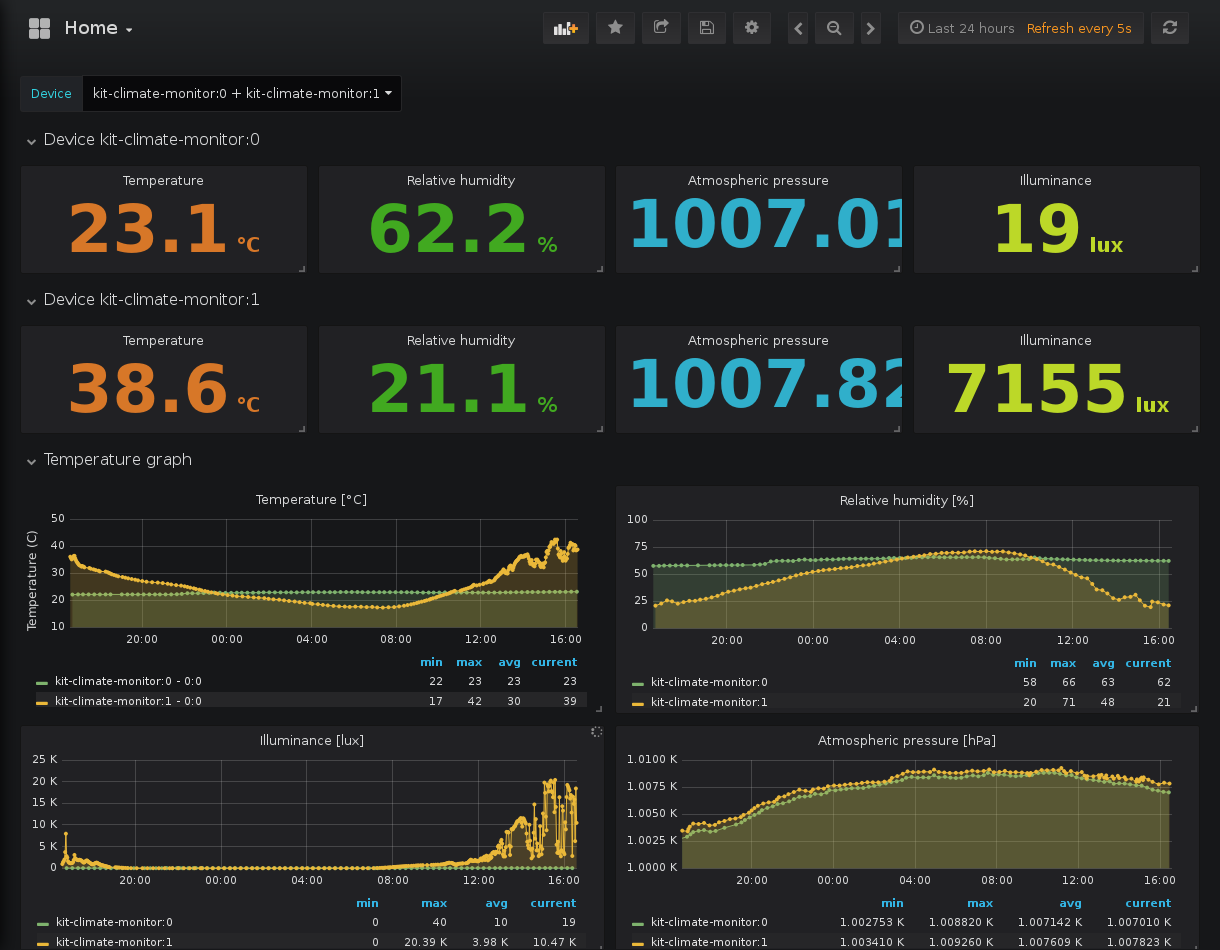 Home
Last 24 hours Refresh every 5s
Device kit-climate-monitor:0 + kit-climate-monitor:1
Device kit-climate-monitor:0
Temperature Relative humidity Atmospheric pressure Illuminance
23.1 °C 62.2 % 1007.01 19 lux
Device kit-climate-monitor:1
Temperature Relative humidity Atmospheric pressure Illuminance
38.6 °C 21.1 % 1007.82 7155 lux
Temperature graph
Temperature [°C]
Temperature (C)
50
40
30
20
10
20:00 00:00 04:00 08:00 12:00 16:00
min max avg current
kit-climate-monitor:0 - 0:0 22 23 23 23
kit-climate-monitor:1 - 0:0 17 42 30 39
Relative humidity [%]
100
75
50
25
0
20:00 00:00 04:00 08:00 12:00 16:00
min max avg current
kit-climate-monitor:0 58 66 63 62
kit-climate-monitor:1 20 71 48 21
Illuminance [lux]
25 K
20 K
15 K
10 K
5 K
0
20:00 00:00 04:00 08:00 12:00 16:00
min max avg current
kit-climate-monitor:0 0 40 10 19
kit-climate-monitor:1 0 20.39 K 3.98 K 10.47 K
Atmospheric pressure [hPa]
1.0100 K
1.0075 K
1.0050 K
1.0025 K
1.0000 K
20:00 00:00 04:00 08:00 12:00 16:00
min max avg current
kit-climate-monitor:0 1.002753 K 1.008820 K 1.007142 K 1.007010 K
kit-climate-monitor:1 1.003410 K 1.009260 K 1.007609 K 1.007823 K